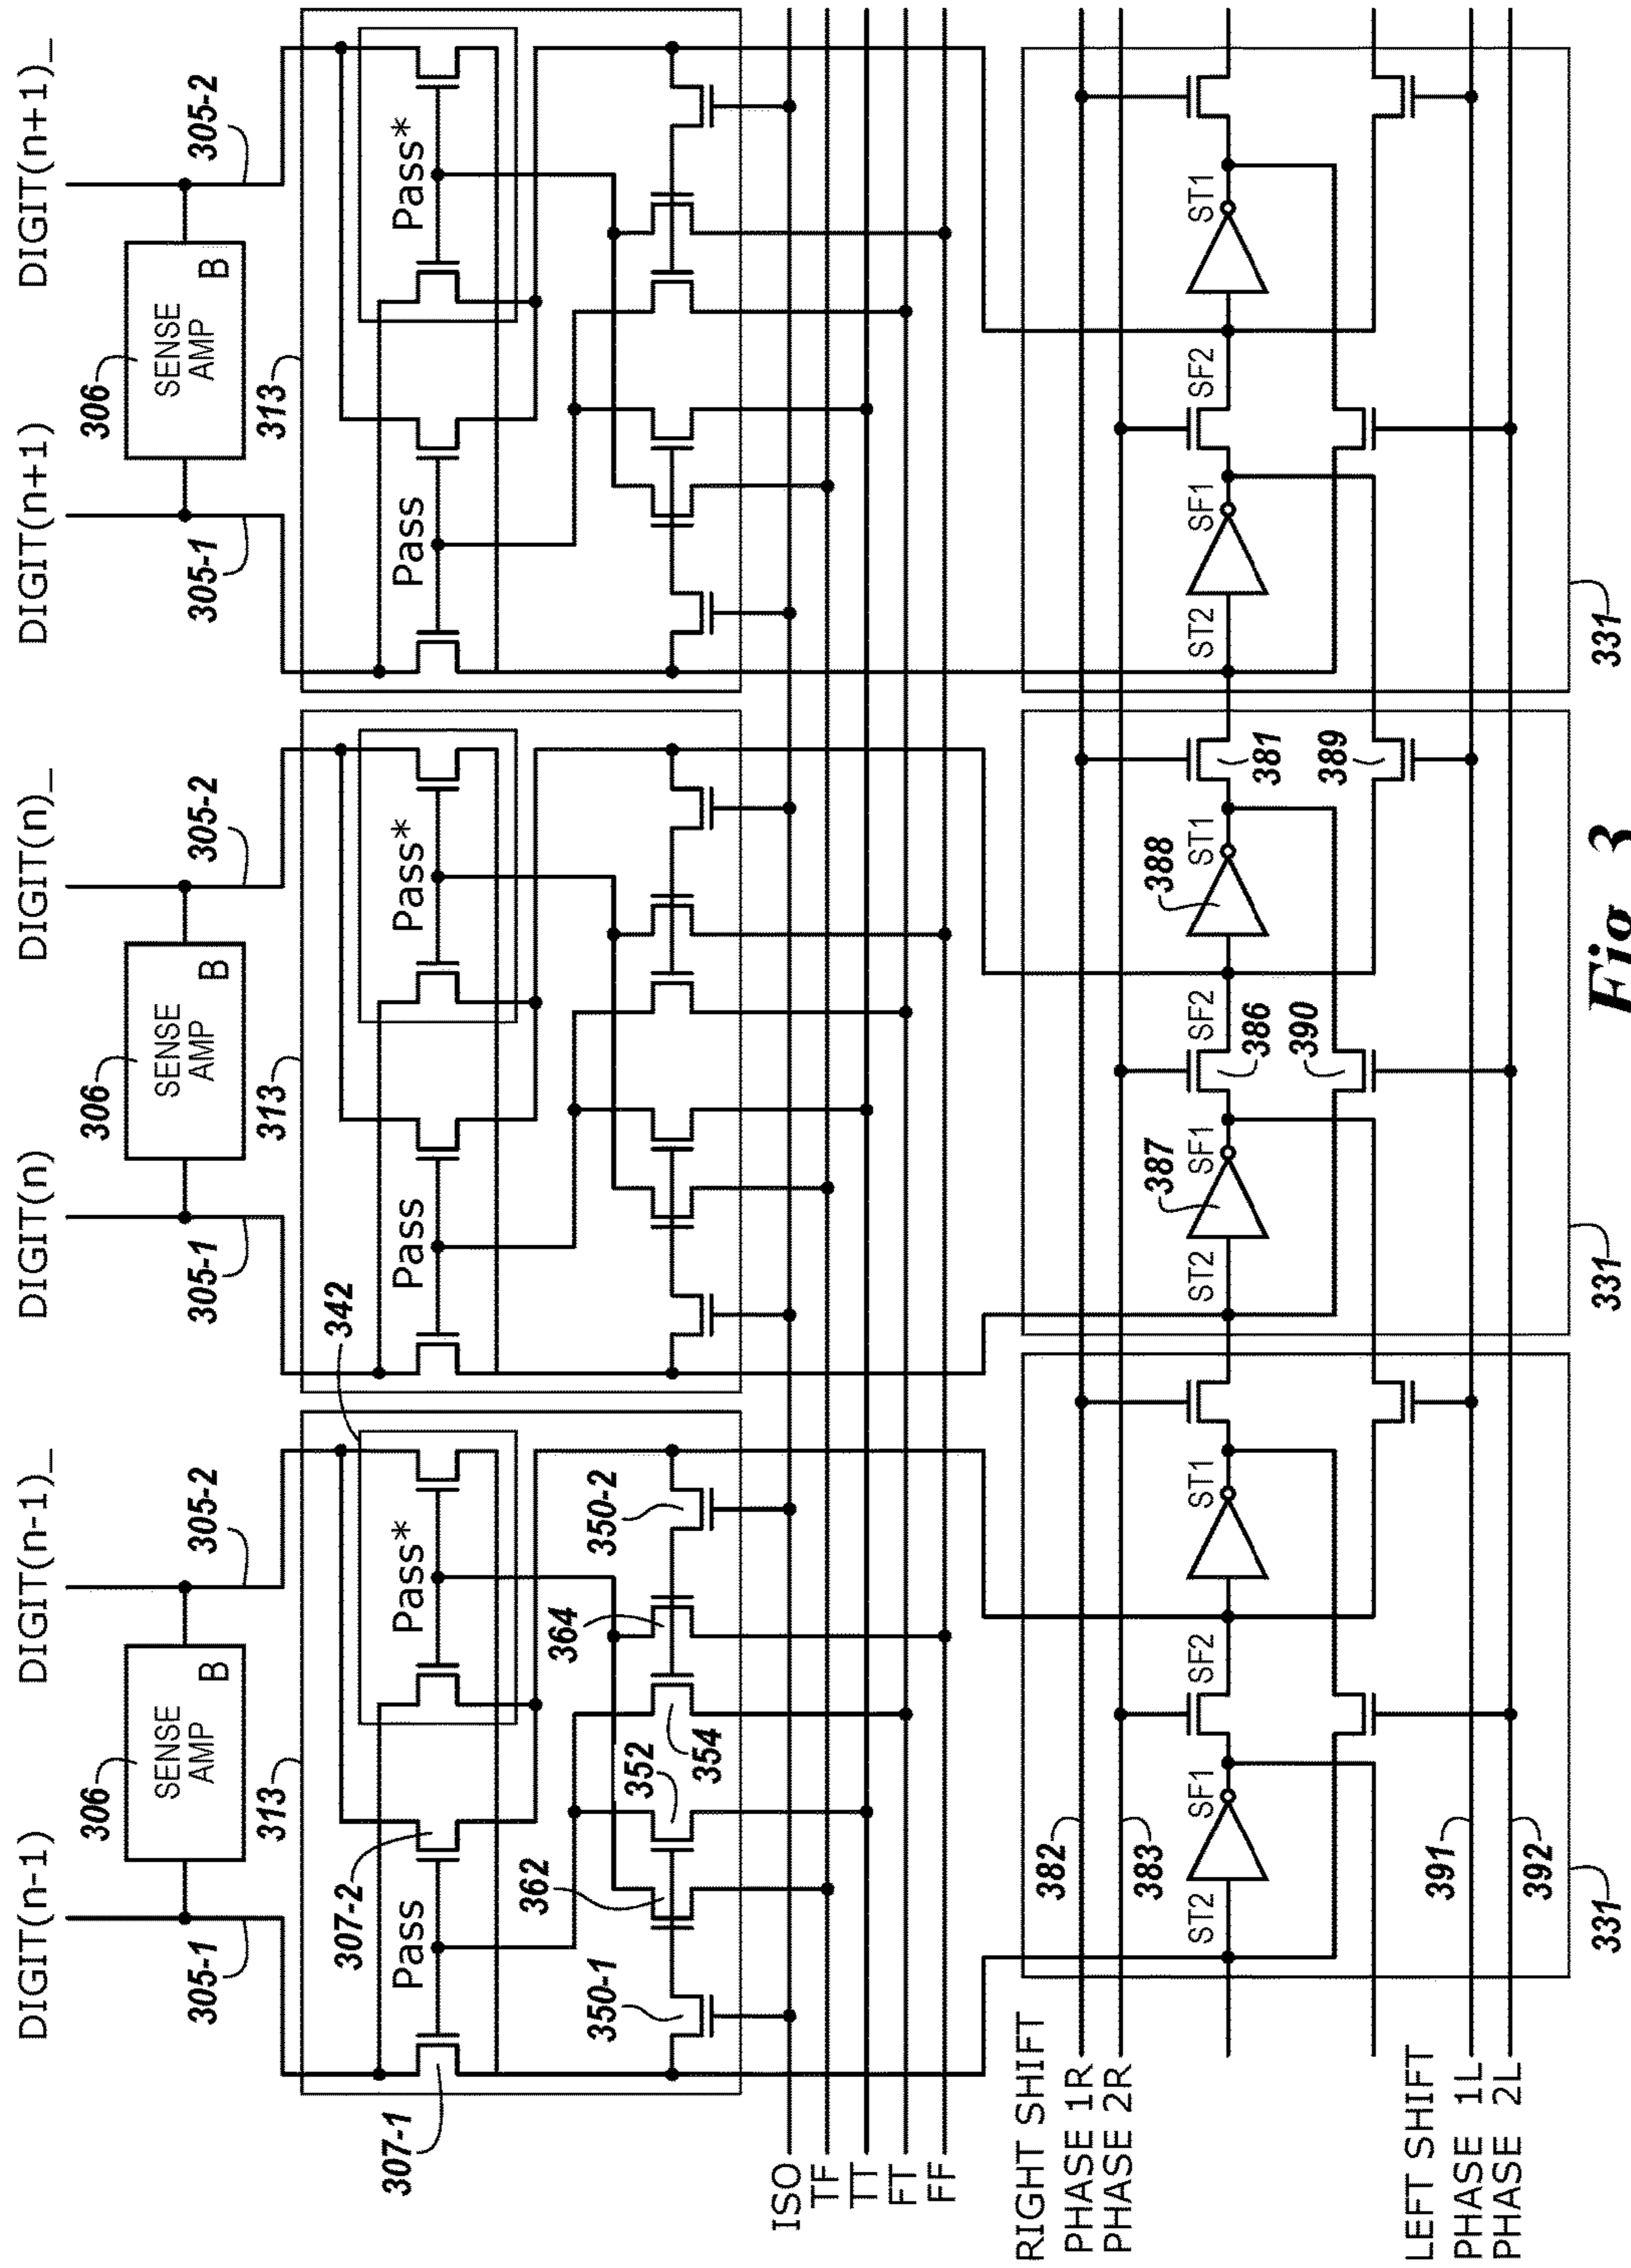 DIGIT(n-1) DIGIT(n-1)_ DIGIT(n) DIGIT(n)_ DIGIT(n+1) DIGIT(n+1)_
306 306 306
SENSE SENSE SENSE
AMP AMP AMP
B B B
305-1 305-2 305-1 305-2 305-1 305-2
313 313 313
342
307-2
307-1
Pass Pass* Pass Pass* Pass Pass*
362 364
350-1 350-2
352
354
ISO
TF
TT
FT
FF
RIGHT SHIFT
PHASE 1R 382
PHASE 2R 383
387 388
ST2 SF1 SF2 ST1 ST2 SF1 SF2 ST1 ST2 SF1 SF2 ST1
386 381
390 389
LEFT SHIFT
PHASE 1L 391
PHASE 2L 392
331 331 331
Fig 3